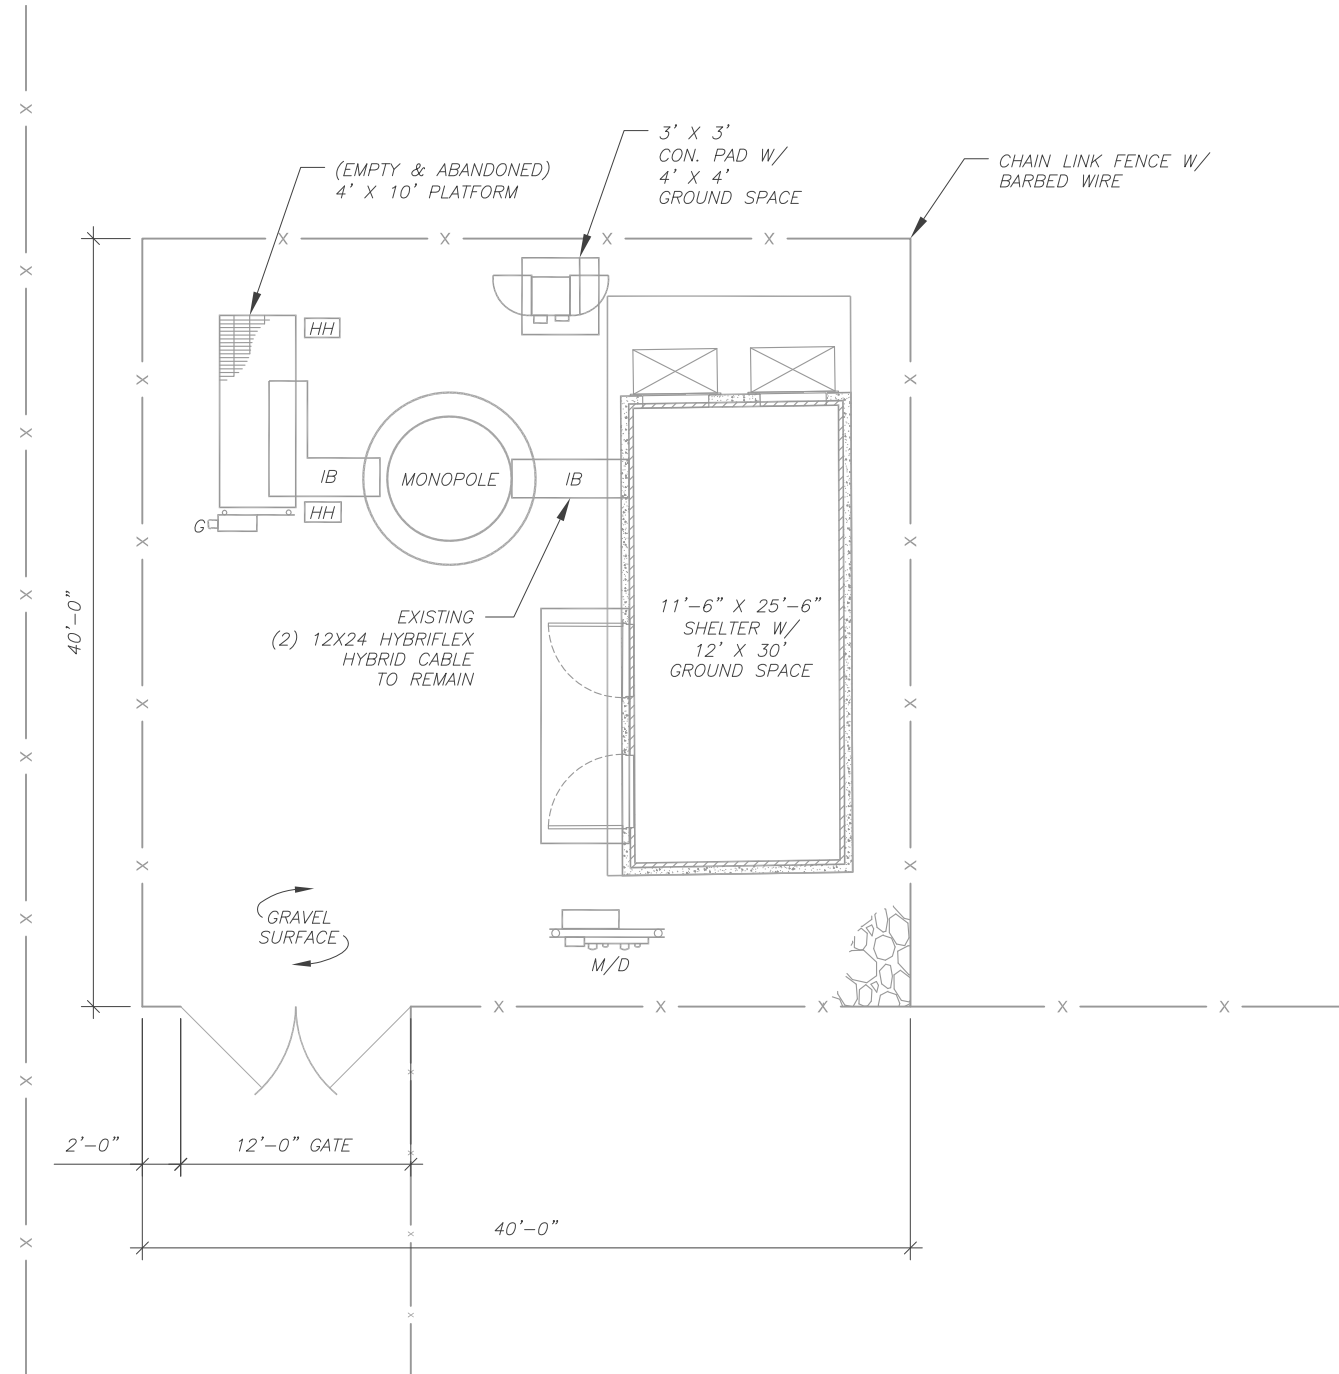 3' X 3'
CON. PAD W/
4' X 4'
GROUND SPACE
(EMPTY & ABANDONED)
4' X 10' PLATFORM
CHAIN LINK FENCE W/
BARBED WIRE
HH
IB
MONOPOLE
IB
HH
G
40'-0"
EXISTING
(2) 12X24 HYBRIFLEX
HYBRID CABLE
TO REMAIN
11'-6" X 25'-6"
SHELTER W/
12' X 30'
GROUND SPACE
GRAVEL
SURFACE
M/D
2'-0"
12'-0" GATE
40'-0"